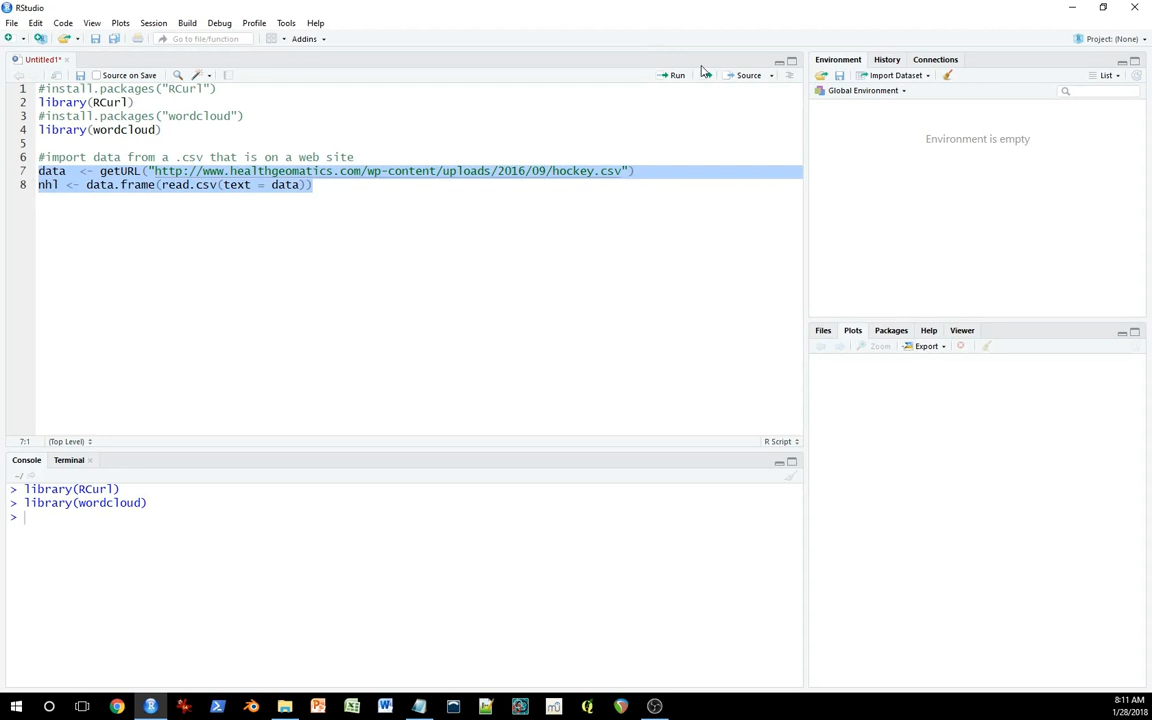 RStudio
File Edit Code View Plots Session Build Debug Profile Tools Help
Go to file/function Addins Project: (None)
Untitled1* Environment History Connections
Source on Save Run Source Import Dataset List
Global Environment
1 #install.packages("RCurl")
2 library(RCurl)
3 #install.packages("wordcloud")
4 library(wordcloud)
5
6 #import data from a .csv that is on a web site
7 data <- getURL("http://www.healthgeomatics.com/wp-content/uploads/2016/09/hockey.csv")
8 nhl <- data.frame(read.csv(text = data))
Environment is empty
Files Plots Packages Help Viewer
Zoom Export
7:1 (Top Level) R Script
Console Terminal
~/
> library(RCurl)
> library(wordcloud)
>
8:11 AM
1/28/2018